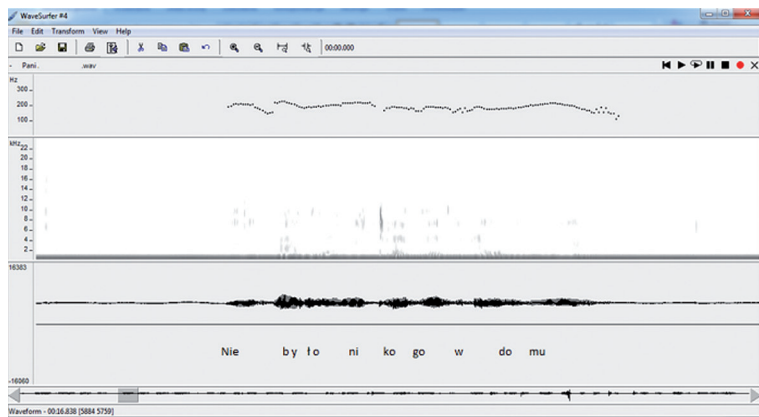 WaveSurfer #4
File Edit Transform View Help
00:00.000
- Pani.. .wav
Hz
300
200
100
kHz
22
20
18
16
14
12
10
8
6
4
2
16383
Nie by ło ni ko go w do mu
-16060
Waveform - 00:16.838 [5884 5759]